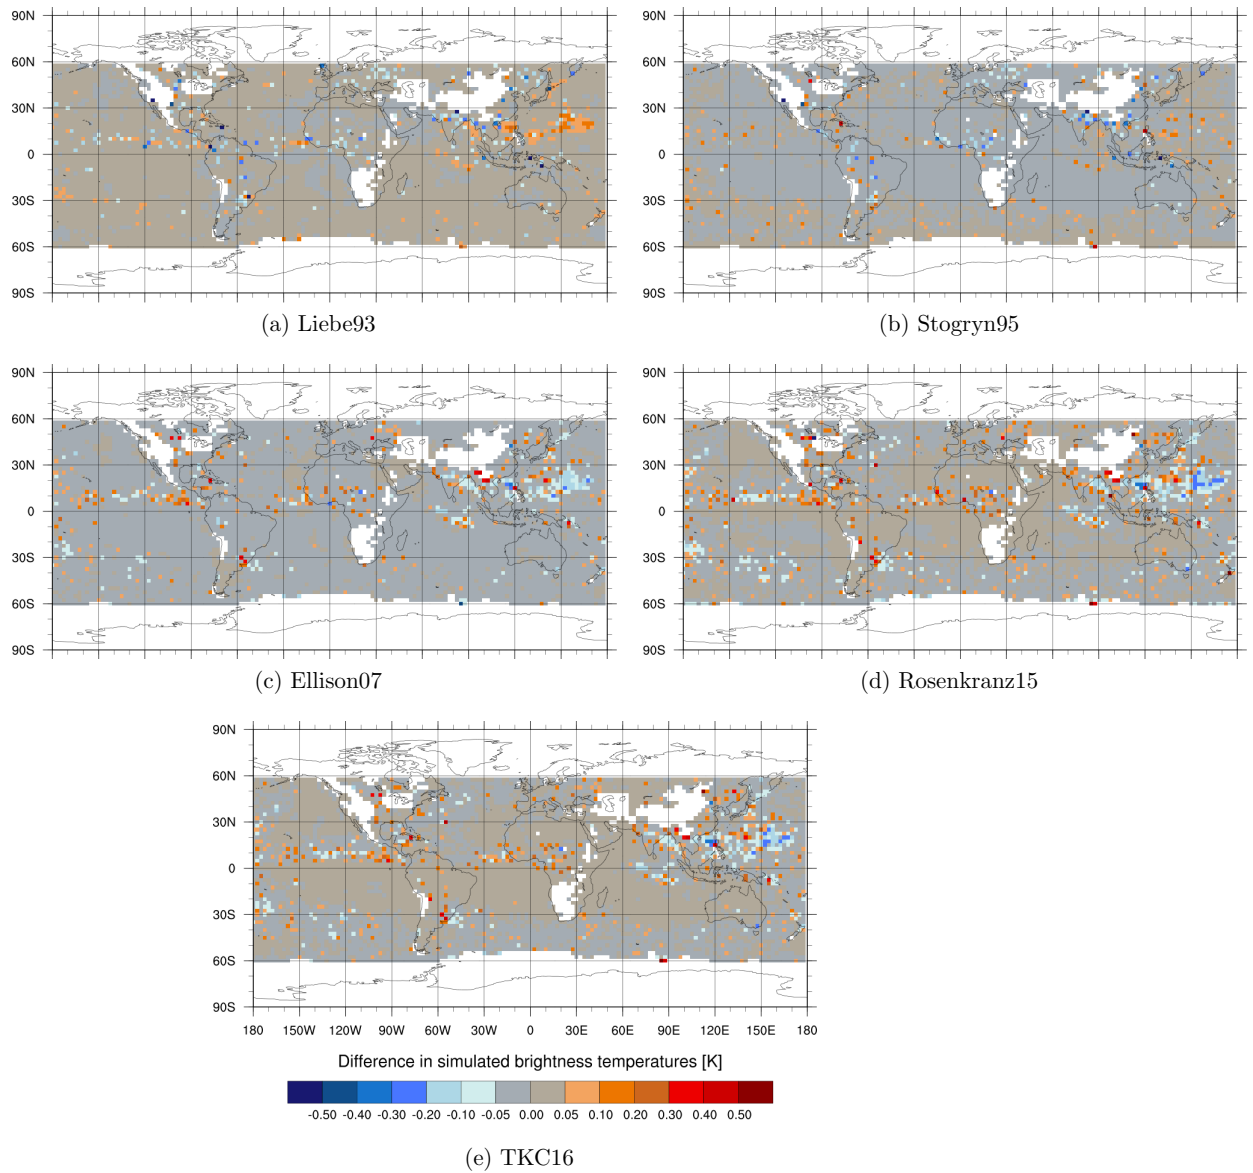 90N
60N
30N
0
30S
60S
90S
(a) Liebe93
90N
60N
30N
0
30S
60S
90S
(b) Stogryn95
90N
60N
30N
0
30S
60S
90S
(c) Ellison07
90N
60N
30N
0
30S
60S
90S
(d) Rosenkranz15
90N
60N
30N
0
30S
60S
90S
180 150W 120W 90W 60W 30W 0 30E 60E 90E 120E 150E 180
Difference in simulated brightness temperatures [K]
-0.50 -0.40 -0.30 -0.20 -0.10 -0.05 0.00 0.05 0.10 0.20 0.30 0.40 0.50
(e) TKC16